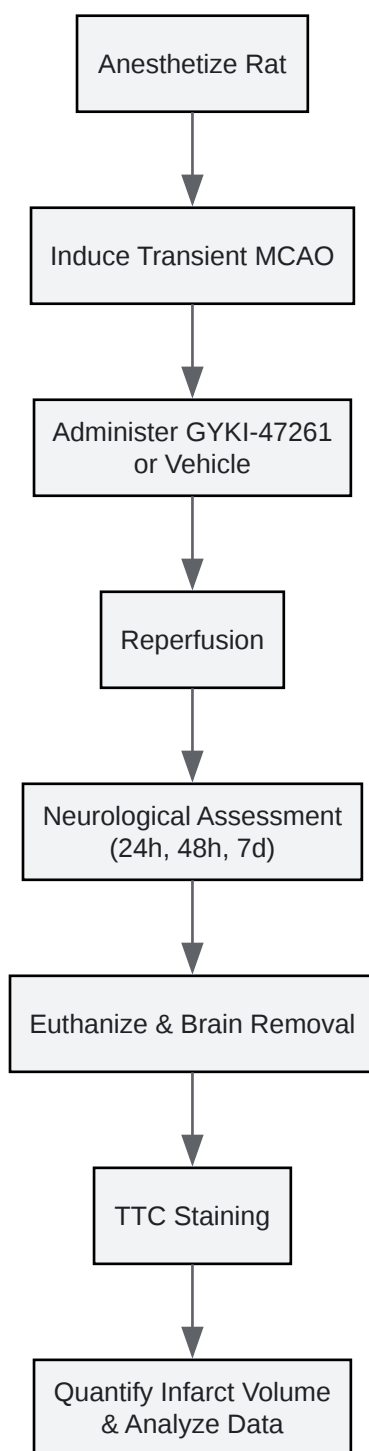 Anesthetize Rat
Induce Transient MCAO
Administer GYKI-47261
or Vehicle
Reperfusion
Neurological Assessment
(24h, 48h, 7d)
Euthanize & Brain Removal
TTC Staining
Quantify Infarct Volume
& Analyze Data